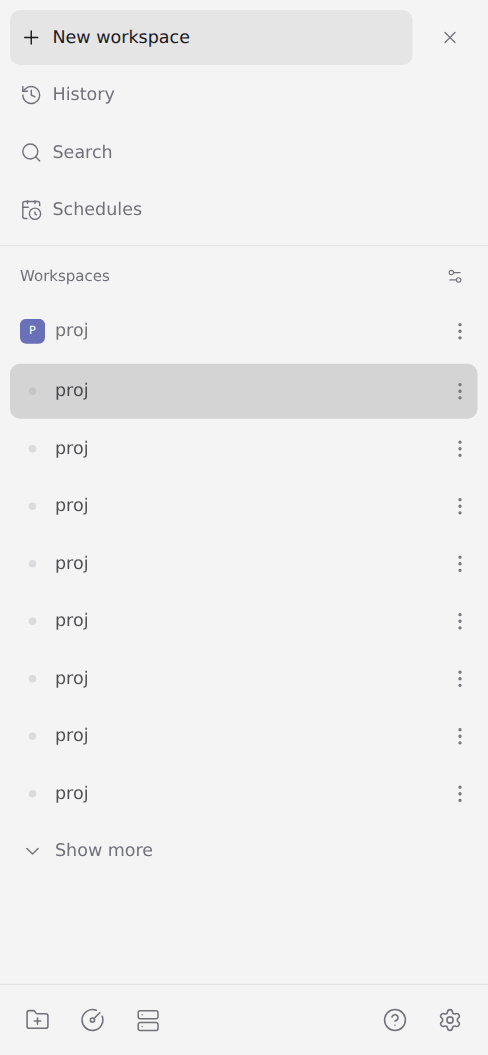 New workspace
History
Search
Schedules
Workspaces
P proj
proj
proj
proj
proj
proj
proj
proj
proj
Show more